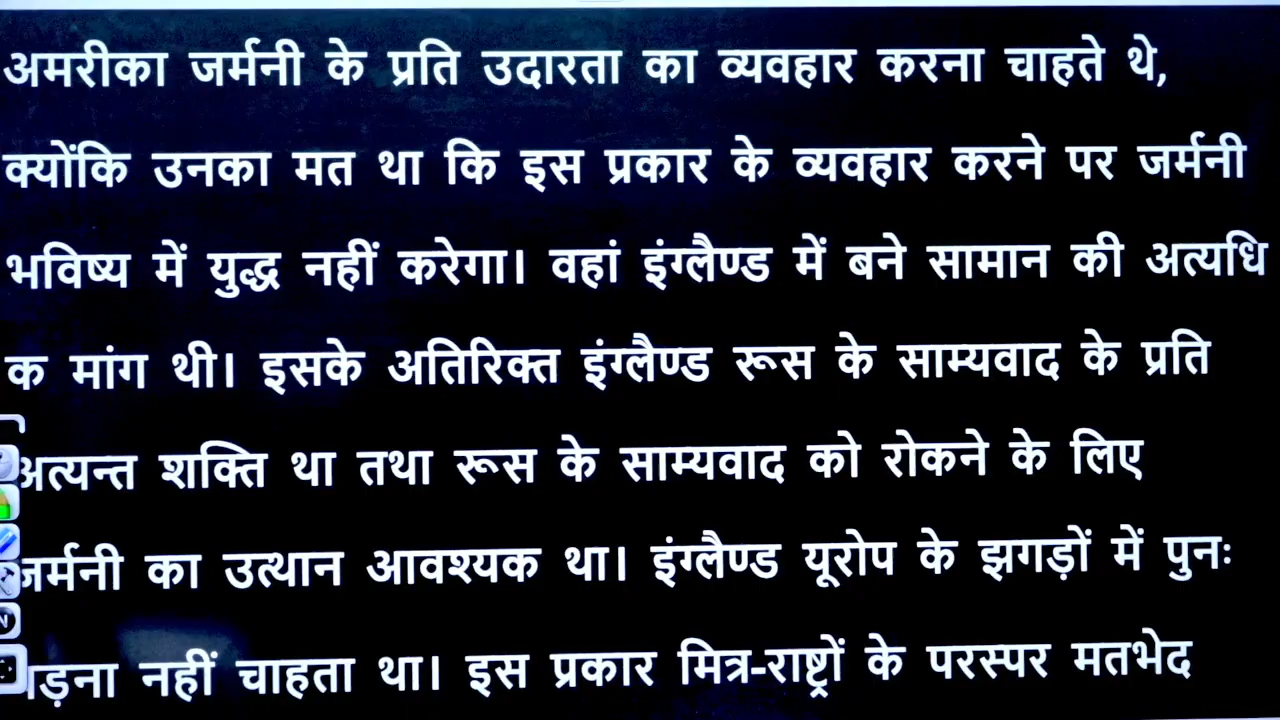 अमरीका जर्मनी के प्रति उदारता का व्यवहार करना चाहते थे,
क्योंकि उनका मत था कि इस प्रकार के व्यवहार करने पर जर्मनी
भविष्य में युद्ध नहीं करेगा। वहां इंग्लैण्ड में बने सामान की अत्यधि
क मांग थी। इसके अतिरिक्त इंग्लैण्ड रूस के साम्यवाद के प्रति
अत्यन्त शक्ति था तथा रूस के साम्यवाद को रोकने के लिए
जर्मनी का उत्थान आवश्यक था। इंग्लैण्ड यूरोप के झगड़ों में पुनः
नहीं चाहता था। इस प्रकार मित्र-राष्ट्रों के परस्पर मतभेद